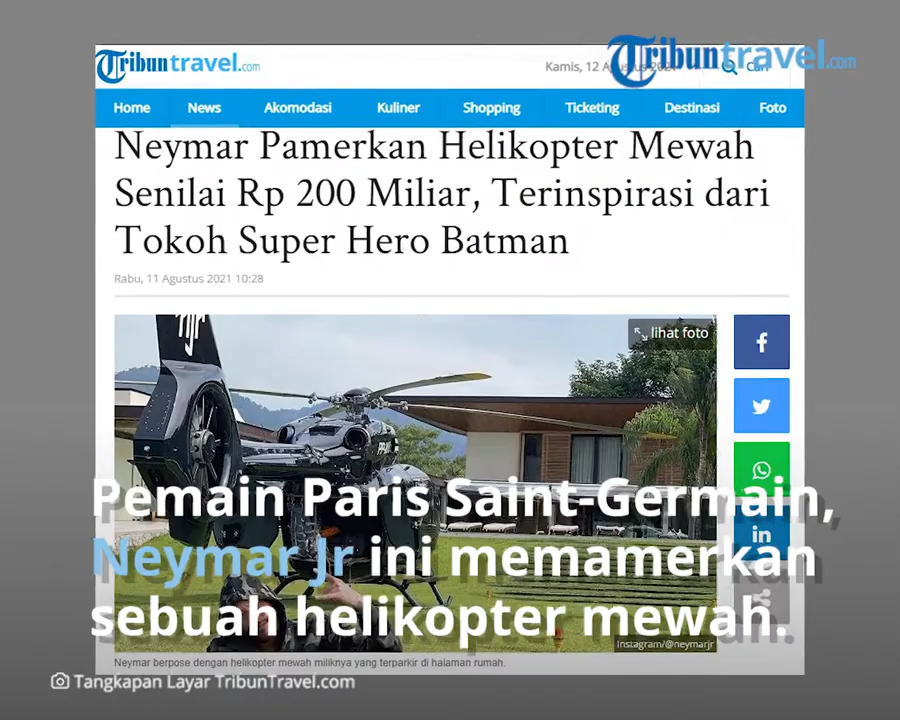 Tribuntravel.com
Kamis, 12 Agustus 2021
Tribuntravel.com
Cari
Home News Akomodasi Kuliner Shopping Ticketing Destinasi Foto
Neymar Pamerkan Helikopter Mewah
Senilai Rp 200 Miliar, Terinspirasi dari
Tokoh Super Hero Batman
Rabu, 11 Agustus 2021 10:28
njr
lihat foto
Pemain Paris Saint-Germain,
Neymar Jr ini memamerkan
sebuah helikopter mewah.
Instagram/@neymarjr
Neymar berpose dengan helikopter mewah miliknya yang terparkir di halaman rumah.
Tangkapan Layar TribunTravel.com